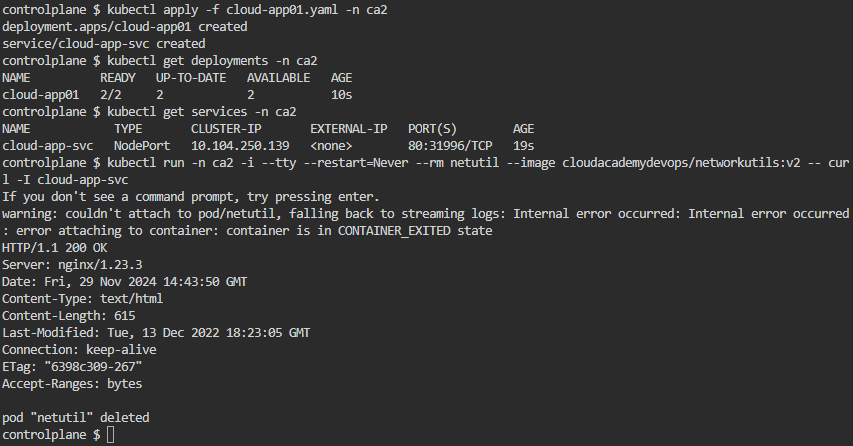 controlplane $ kubectl apply -f cloud-app01.yaml -n ca2
deployment.apps/cloud-app01 created
service/cloud-app-svc created
controlplane $ kubectl get deployments -n ca2
NAME          READY   UP-TO-DATE   AVAILABLE   AGE
cloud-app01   2/2     2            2           10s
controlplane $ kubectl get services -n ca2
NAME            TYPE       CLUSTER-IP       EXTERNAL-IP   PORT(S)        AGE
cloud-app-svc   NodePort   10.104.250.139   <none>        80:31996/TCP   19s
controlplane $ kubectl run -n ca2 -i --tty --restart=Never --rm netutil --image cloudacademydevops/networkutils:v2 -- cur
l -I cloud-app-svc
If you don't see a command prompt, try pressing enter.
warning: couldn't attach to pod/netutil, falling back to streaming logs: Internal error occurred: Internal error occurred
: error attaching to container: container is in CONTAINER_EXITED state
HTTP/1.1 200 OK
Server: nginx/1.23.3
Date: Fri, 29 Nov 2024 14:43:50 GMT
Content-Type: text/html
Content-Length: 615
Last-Modified: Tue, 13 Dec 2022 18:23:05 GMT
Connection: keep-alive
ETag: "6398c309-267"
Accept-Ranges: bytes

pod "netutil" deleted
controlplane $